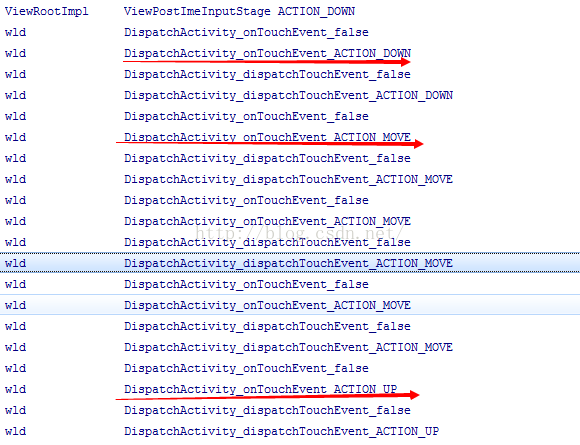 ViewRootImpl ViewPostImeInputStage ACTION_DOWN
wld DispatchActivity_onTouchEvent_false
wld DispatchActivity_onTouchEvent_ACTION_DOWN
wld DispatchActivity_dispatchTouchEvent_false
wld DispatchActivity_dispatchTouchEvent_ACTION_DOWN
wld DispatchActivity_onTouchEvent_false
wld DispatchActivity_onTouchEvent_ACTION_MOVE
wld DispatchActivity_dispatchTouchEvent_false
wld DispatchActivity_dispatchTouchEvent_ACTION_MOVE
wld DispatchActivity_onTouchEvent_false
wld DispatchActivity_onTouchEvent_ACTION_MOVE
http://blog.csdn.net/
wld DispatchActivity_dispatchTouchEvent_false
wld DispatchActivity_dispatchTouchEvent_ACTION_MOVE
wld DispatchActivity_onTouchEvent_false
wld DispatchActivity_onTouchEvent_ACTION_MOVE
wld DispatchActivity_dispatchTouchEvent_false
wld DispatchActivity_dispatchTouchEvent_ACTION_MOVE
wld DispatchActivity_onTouchEvent_false
wld DispatchActivity_onTouchEvent_ACTION_UP
wld DispatchActivity_dispatchTouchEvent_false
wld DispatchActivity_dispatchTouchEvent_ACTION_UP